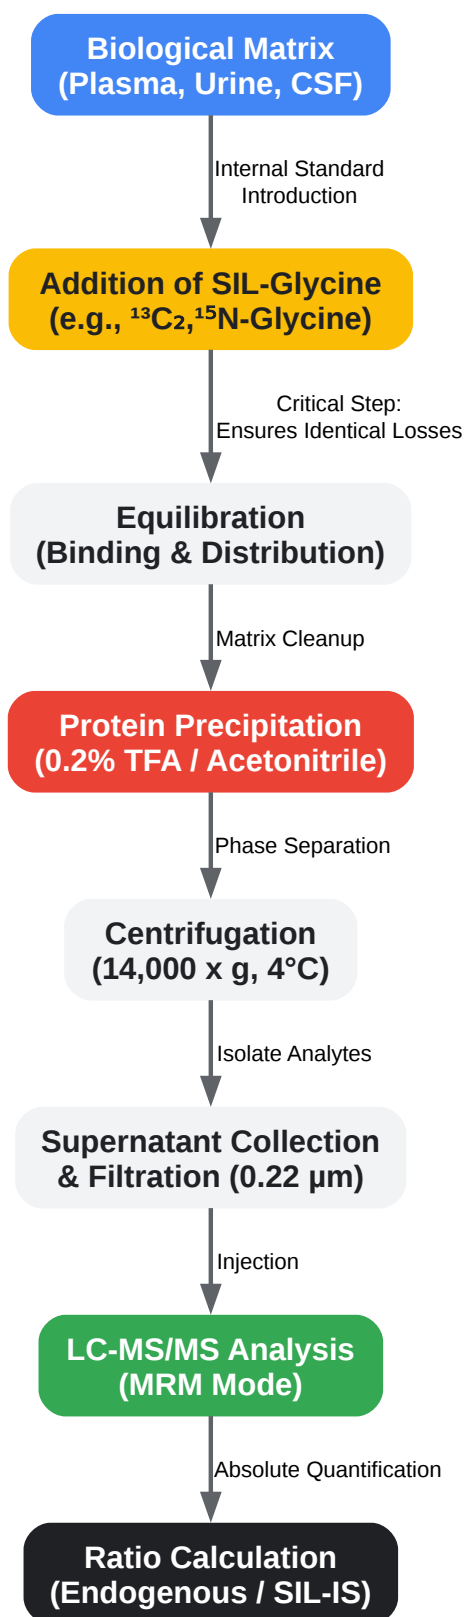 Biological Matrix
(Plasma, Urine, CSF)
Internal Standard
Introduction
Addition of SIL-Glycine
(e.g., ¹³C₂,¹⁵N-Glycine)
Critical Step:
Ensures Identical Losses
Equilibration
(Binding & Distribution)
Matrix Cleanup
Protein Precipitation
(0.2% TFA / Acetonitrile)
Phase Separation
Centrifugation
(14,000 x g, 4°C)
Isolate Analytes
Supernatant Collection
& Filtration (0.22 µm)
Injection
LC-MS/MS Analysis
(MRM Mode)
Absolute Quantification
Ratio Calculation
(Endogenous / SIL-IS)